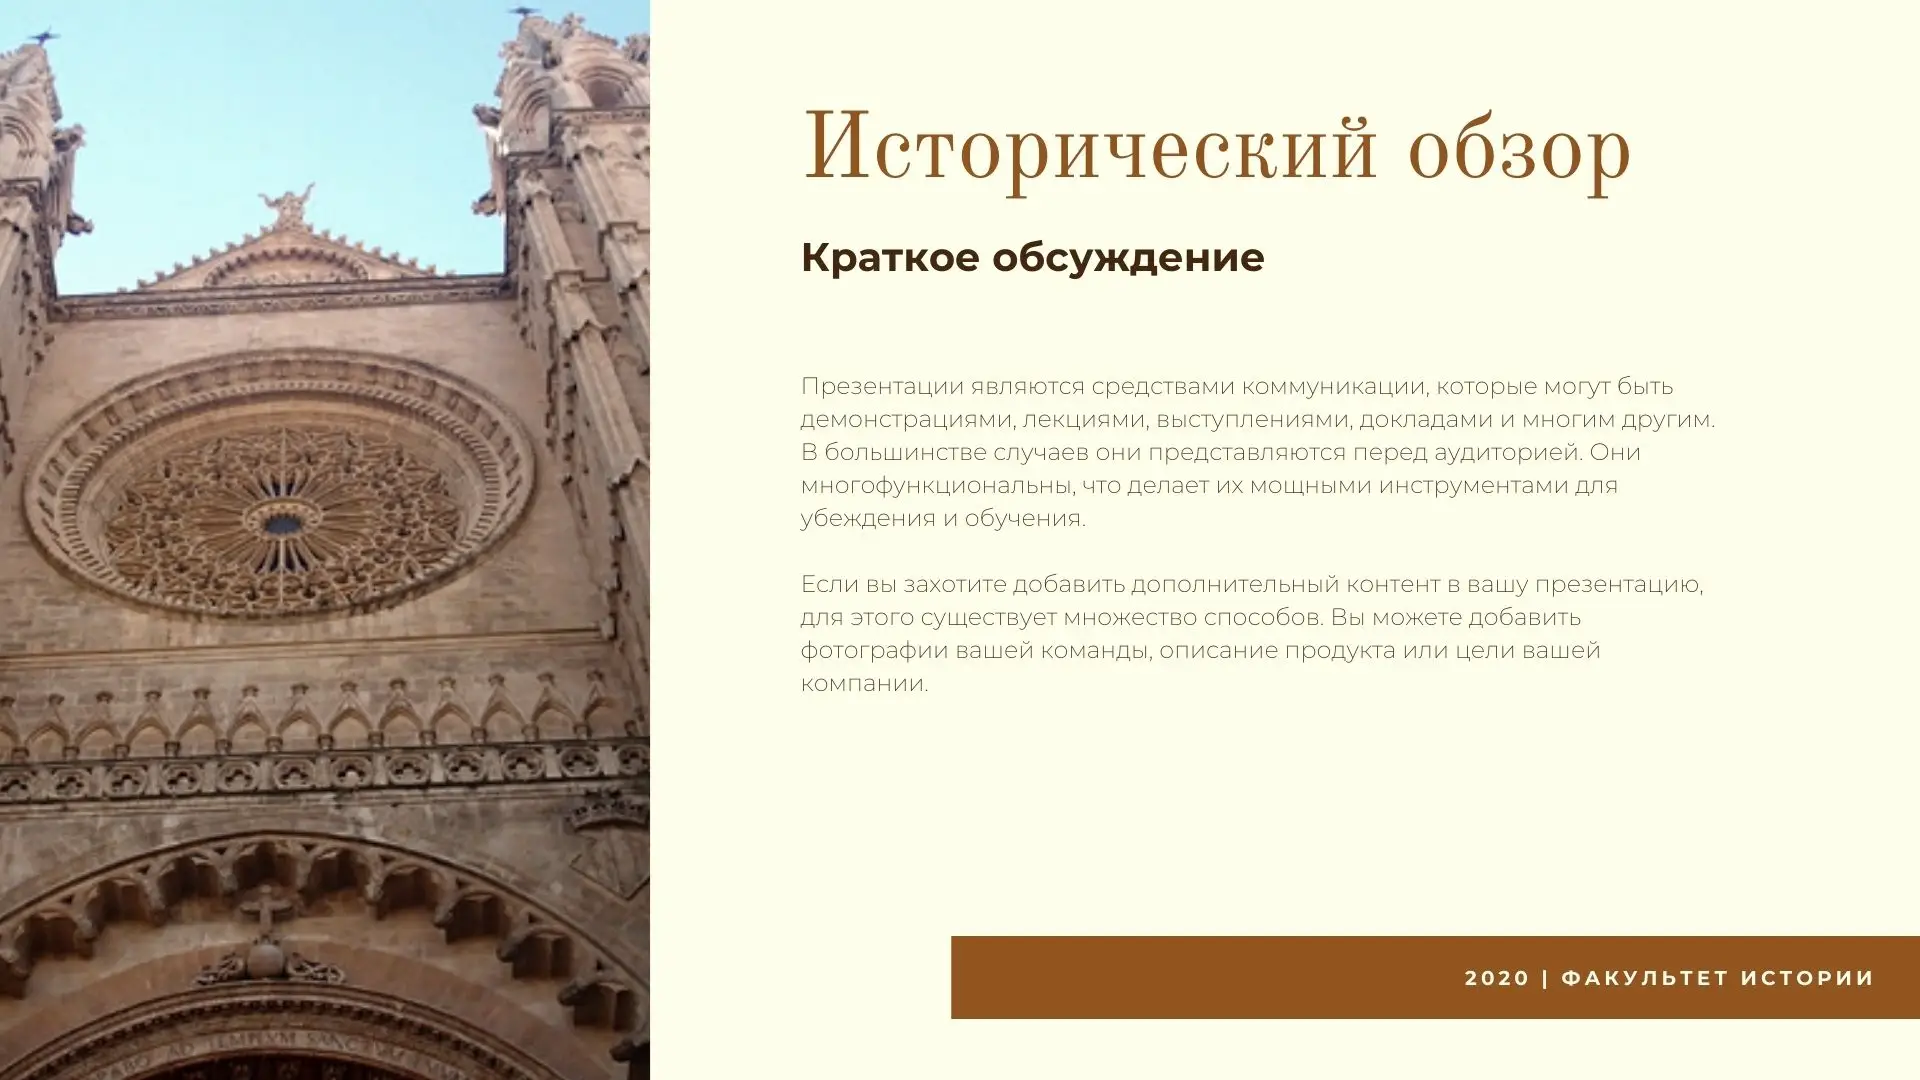 Исторический обзор
Краткое обсуждение
Презентации являются средствами коммуникации, которые могут быть
демонстрациями, лекциями, выступлениями, докладами и многим другим.
В большинстве случаев они представляются перед аудиторией. Они
многофункциональны, что делает их мощными инструментами для
убеждения и обучения.
Если вы захотите добавить дополнительный контент в вашу презентацию,
для этого существует множество способов. Вы можете добавить
фотографии вашей команды, описание продукта или цели вашей
компании.
2020 | ФАКУЛЬТЕТ ИСТОРИИ
AD TEMPLVM SANCTVM